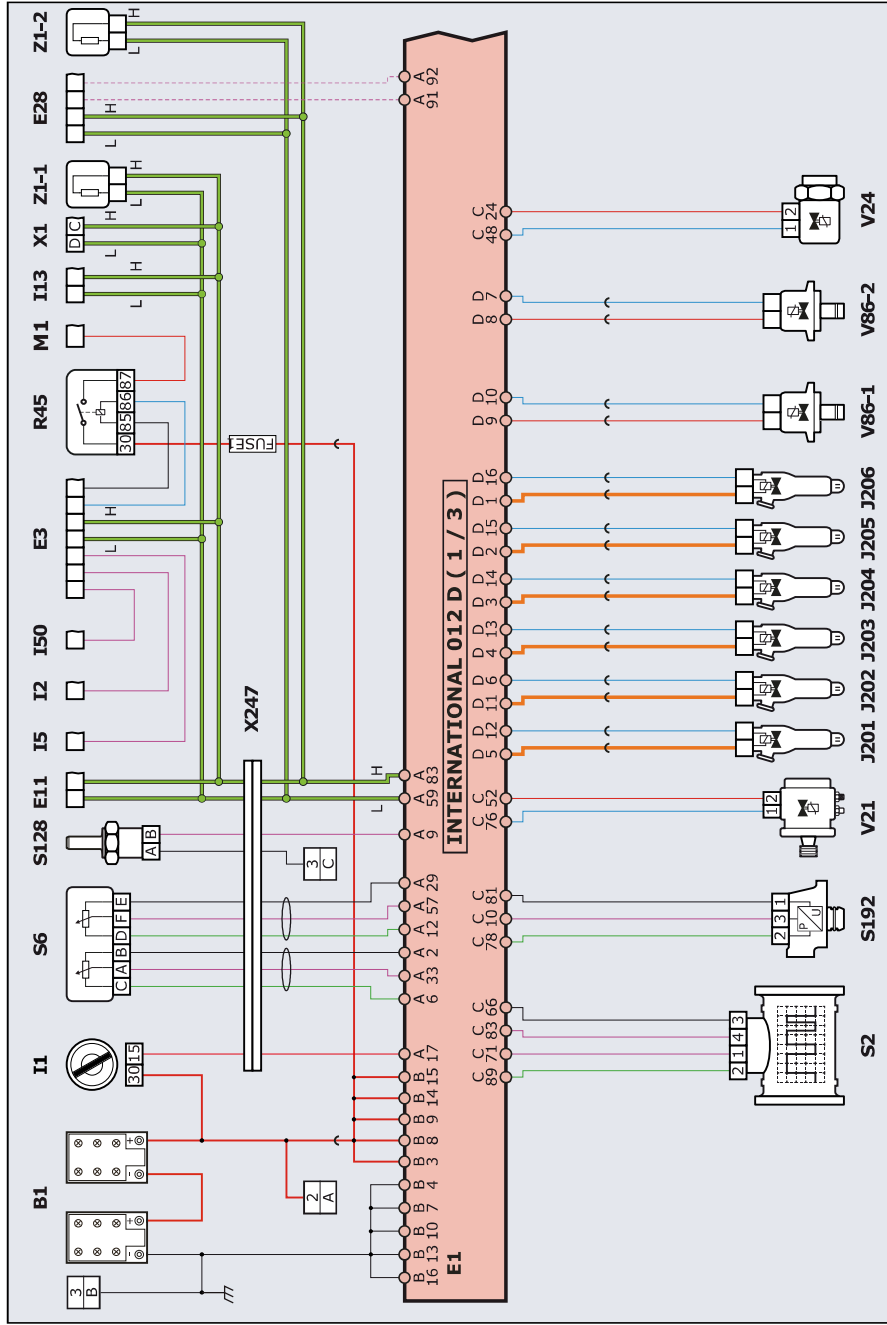 B1
I1
S6
S128
E11
I5
I2
I50
E3
R45
M1
I13
X1
Z1-1
E28
Z1-2
3 B
- +
- +
30 15
C A B D F E
A B
L H
30 85 86 87
L H
D C
L H
L H
L H
L H
FUSE1
X247
2 A
3 C
L H
B 16
B 13
B 10
B 7
B 4
B 3
B 8
B 9
B 14
B 15
A 17
A 6
A 33
A 2
A 12
A 57
A 29
A 9
A 59
A 83
A 91
A 92
E1
INTERNATIONAL 012 D ( 1 / 3 )
C 89
C 71
C 83
C 66
C 78
C 10
C 81
C 76
C 52
D 5
D 12
D 11
D 6
D 4
D 13
D 3
D 14
D 2
D 15
D 1
D 16
D 9
D 10
D 8
D 7
C 48
C 24
2 1 4 3
2 3 1
P/U
1 2
1 2
S2
S192
V21
J201
J202
J203
J204
J205
J206
V86-1
V86-2
V24